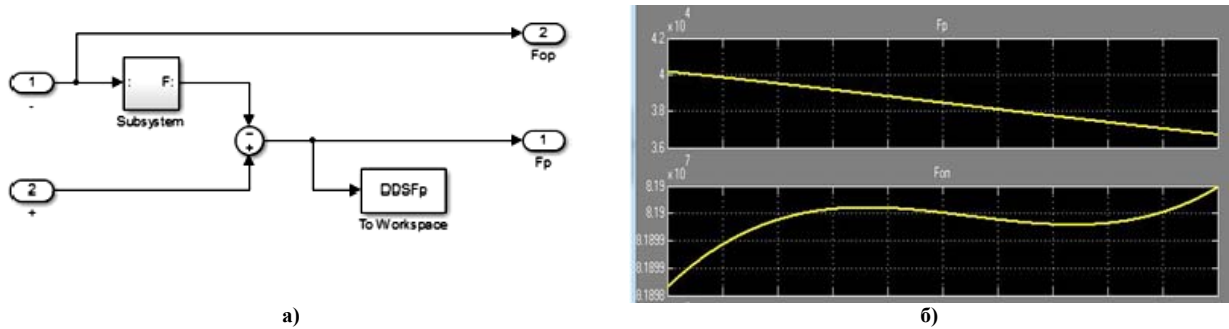 2
Fop
1
-
:
F:
Subsystem
−
+
1
Fp
2
+
DDSFp
To Workspace
а)
x 10^4
Fp
4.2
4
3.8
3.6
x 10^7
Fon
8.19
8.19
8.1899
8.1899
8.1898
б)